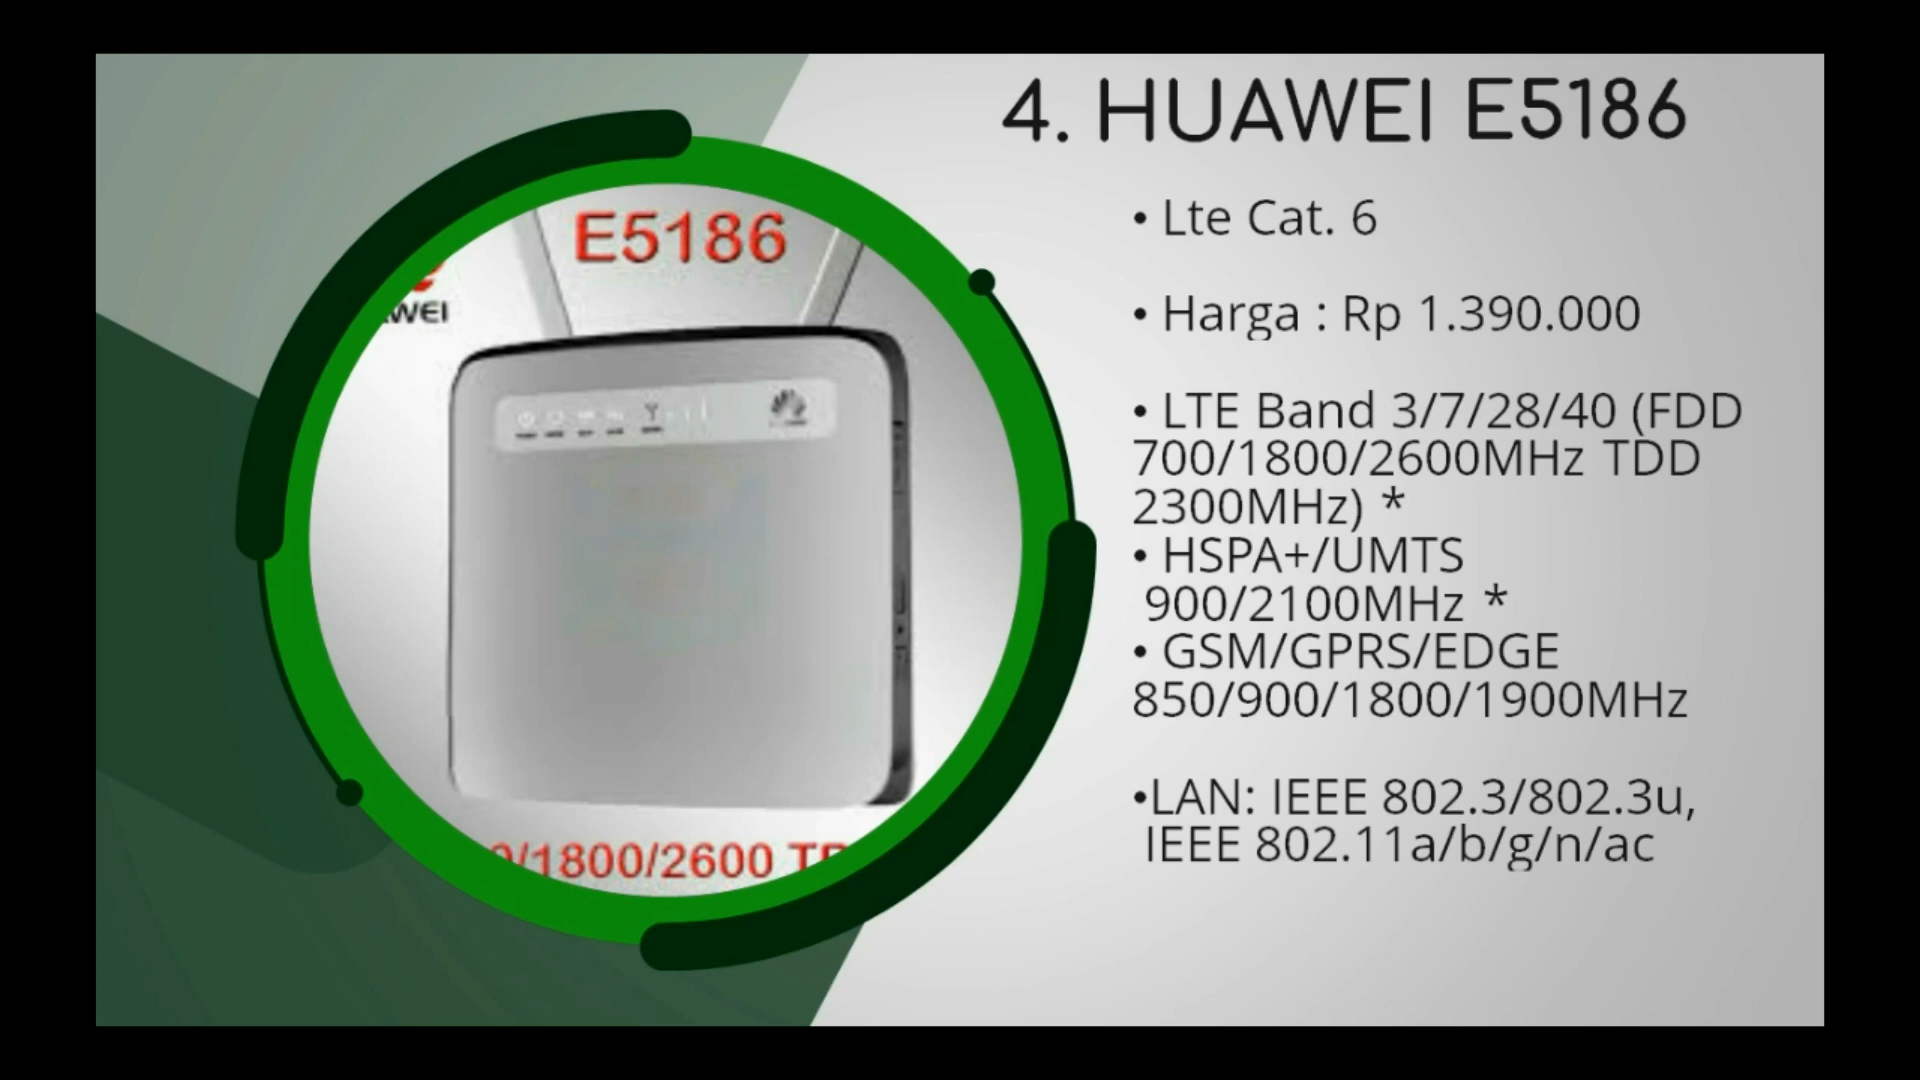 4. HUAWEI E5186
E5186
WEI
• Lte Cat. 6
• Harga : Rp 1.390.000
• LTE Band 3/7/28/40 (FDD
700/1800/2600MHz TDD
2300MHz) *
• HSPA+/UMTS
900/2100MHz *
• GSM/GPRS/EDGE
850/900/1800/1900MHz
•LAN: IEEE 802.3/802.3u,
IEEE 802.11a/b/g/n/ac
/1800/2600